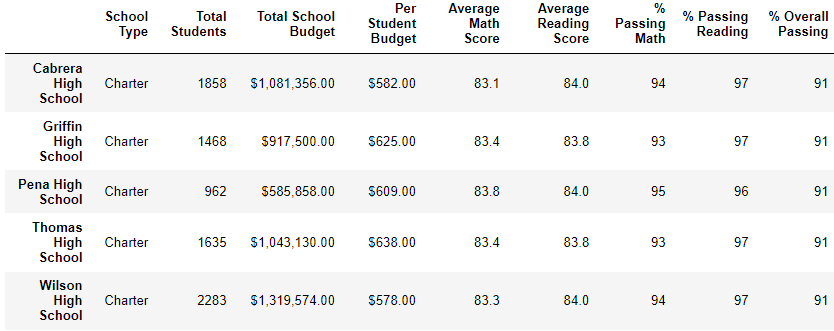 School Type Total Students Total School Budget Per Student Budget Average Math Score Average Reading Score % Passing Math % Passing Reading % Overall Passing
Cabrera High School Charter 1858 $1,081,356.00 $582.00 83.1 84.0 94 97 91
Griffin High School Charter 1468 $917,500.00 $625.00 83.4 83.8 93 97 91
Pena High School Charter 962 $585,858.00 $609.00 83.8 84.0 95 96 91
Thomas High School Charter 1635 $1,043,130.00 $638.00 83.4 83.8 93 97 91
Wilson High School Charter 2283 $1,319,574.00 $578.00 83.3 84.0 94 97 91